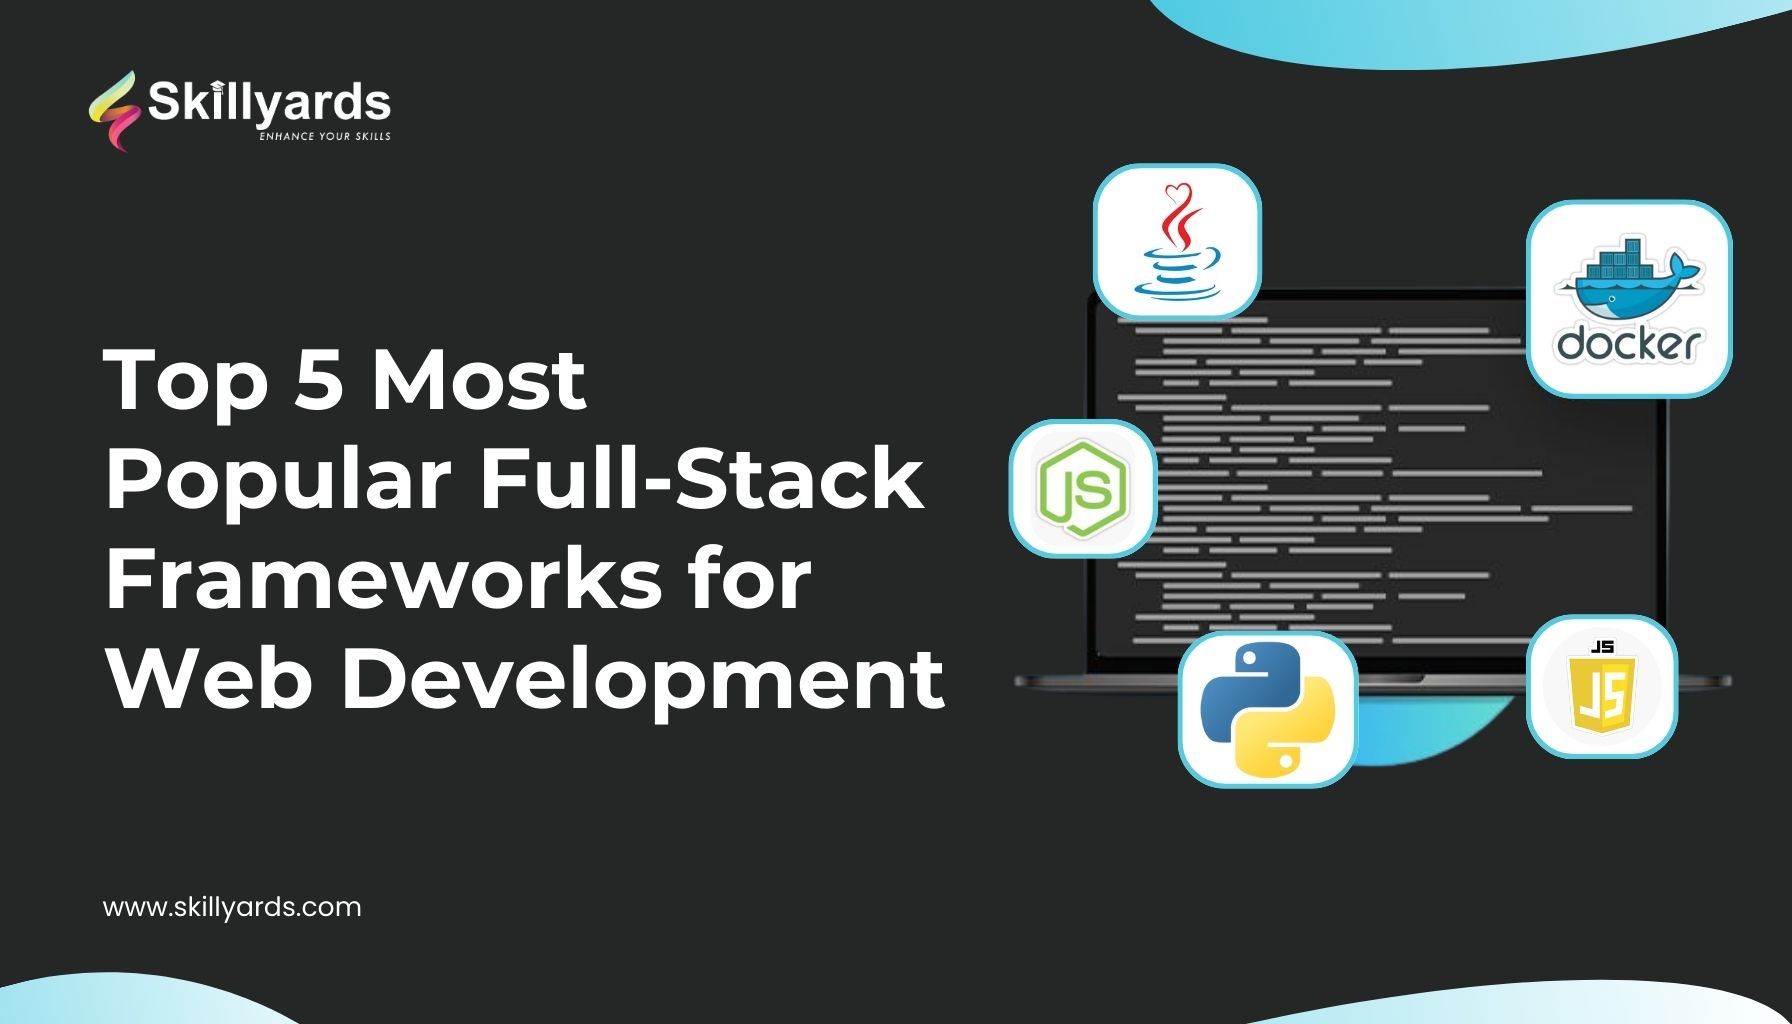 Skillyards
ENHANCE YOUR SKILLS
Top 5 Most
Popular Full-Stack
Frameworks for
Web Development
www.skillyards.com
docker
JS
JS
JS